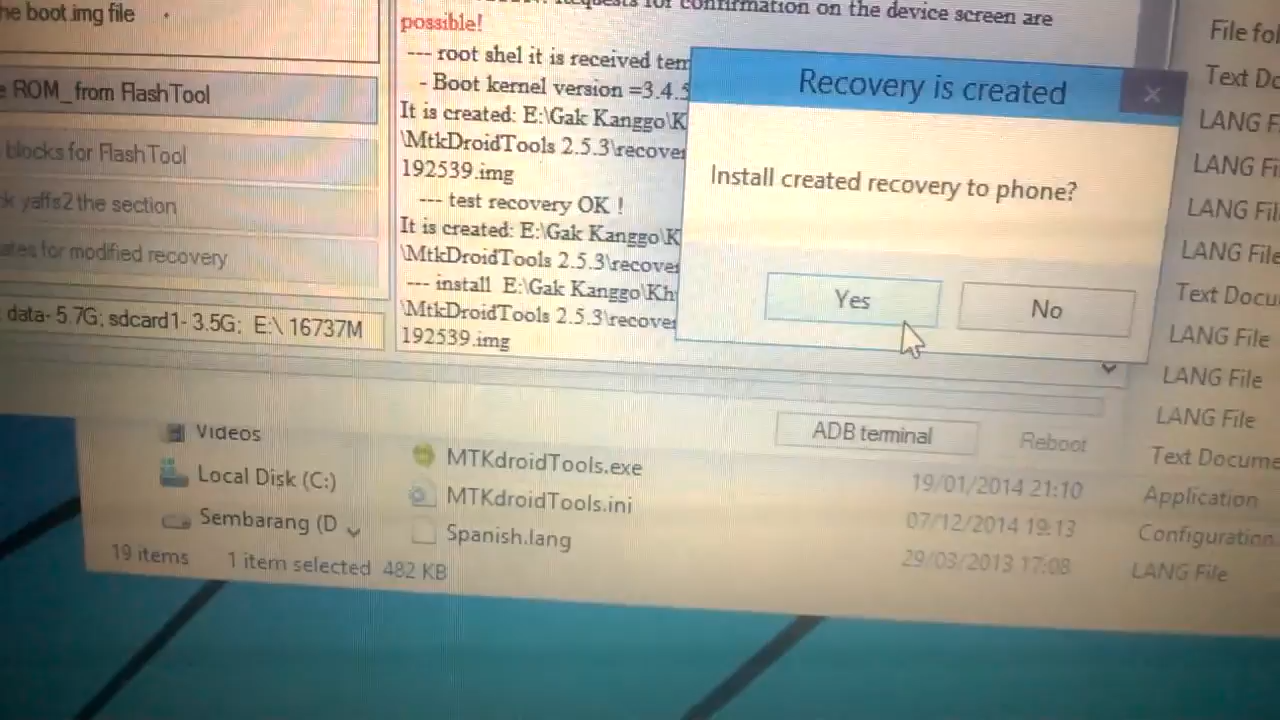 he boot.img file
ROM_from FlashTool
blocks for FlashTool
yaffs2 the section
for modified recovery
data- 5.7G; sdcard1- 3.5G; E:\ 16737M
for confirmation on the device screen are
possible!
--- root shel it is received
- Boot kernel version =3.4.5
It is created: E:\Gak Kanggo\K
\MtkDroidTools 2.5.3\recover
192539.img
--- test recovery OK !
It is created: E:\Gak Kanggo\K
\MtkDroidTools 2.5.3\recover
--- install E:\Gak Kanggo\Kh
\MtkDroidTools 2.5.3\recover
192539.img
Recovery is created
Install created recovery to phone?
Yes
No
ADB terminal
Reboot
File fol
Text Do
LANG F
LANG Fi
LANG Fil
LANG File
Text Docu
LANG File
LANG File
LANG File
Text Docume
Videos
Local Disk (C:)
Sembarang (D
MTKdroidTools.exe 19/01/2014 21:10 Application
MTKdroidTools.ini 07/12/2014 19:13 Configuration
Spanish.lang 29/03/2013 17:08 LANG File
19 items 1 item selected 482 KB